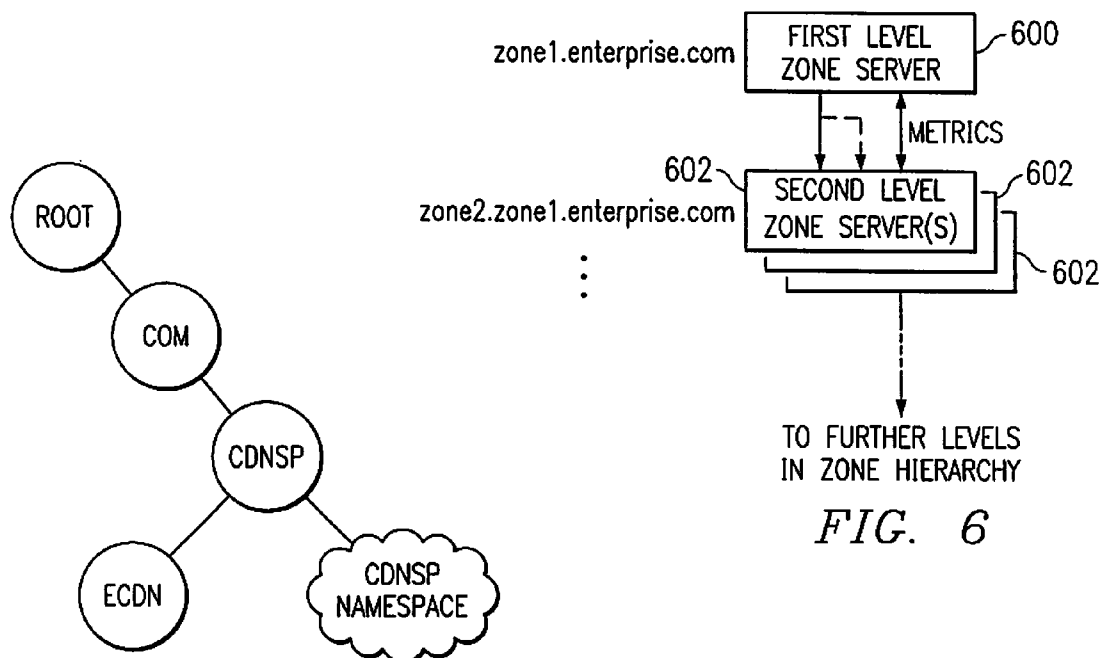 zone1.enterprise.com
FIRST LEVEL
ZONE SERVER
600
METRICS
602
602
zone2.zone1.enterprise.com
SECOND LEVEL
ZONE SERVER(S)
602
TO FURTHER LEVELS
IN ZONE HIERARCHY
FIG. 6
ROOT
COM
CDNSP
ECDN
CDNSP
NAMESPACE